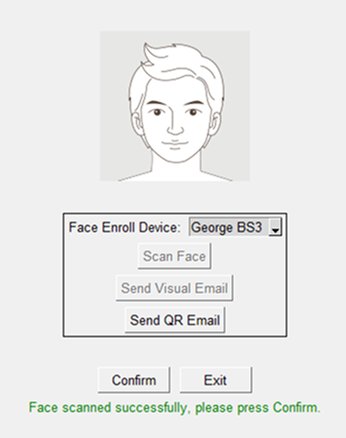 Face Enroll Device: George BS3
Scan Face
Send Visual Email
Send QR Email
Confirm Exit
Face scanned successfully, please press Confirm.